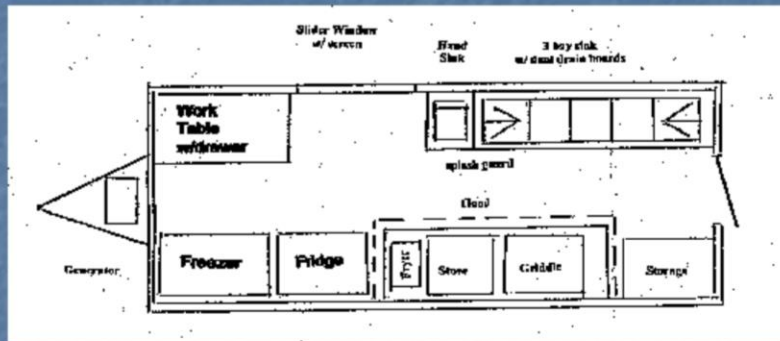 Slider Window
w/ screen
Hand
Sink
3 bay sink
w/ dual drain boards
Work
Table
w/drawer
splash guard
Hood
Generator
Freezer
Fridge
Fryer
Stove
Griddle
Storage